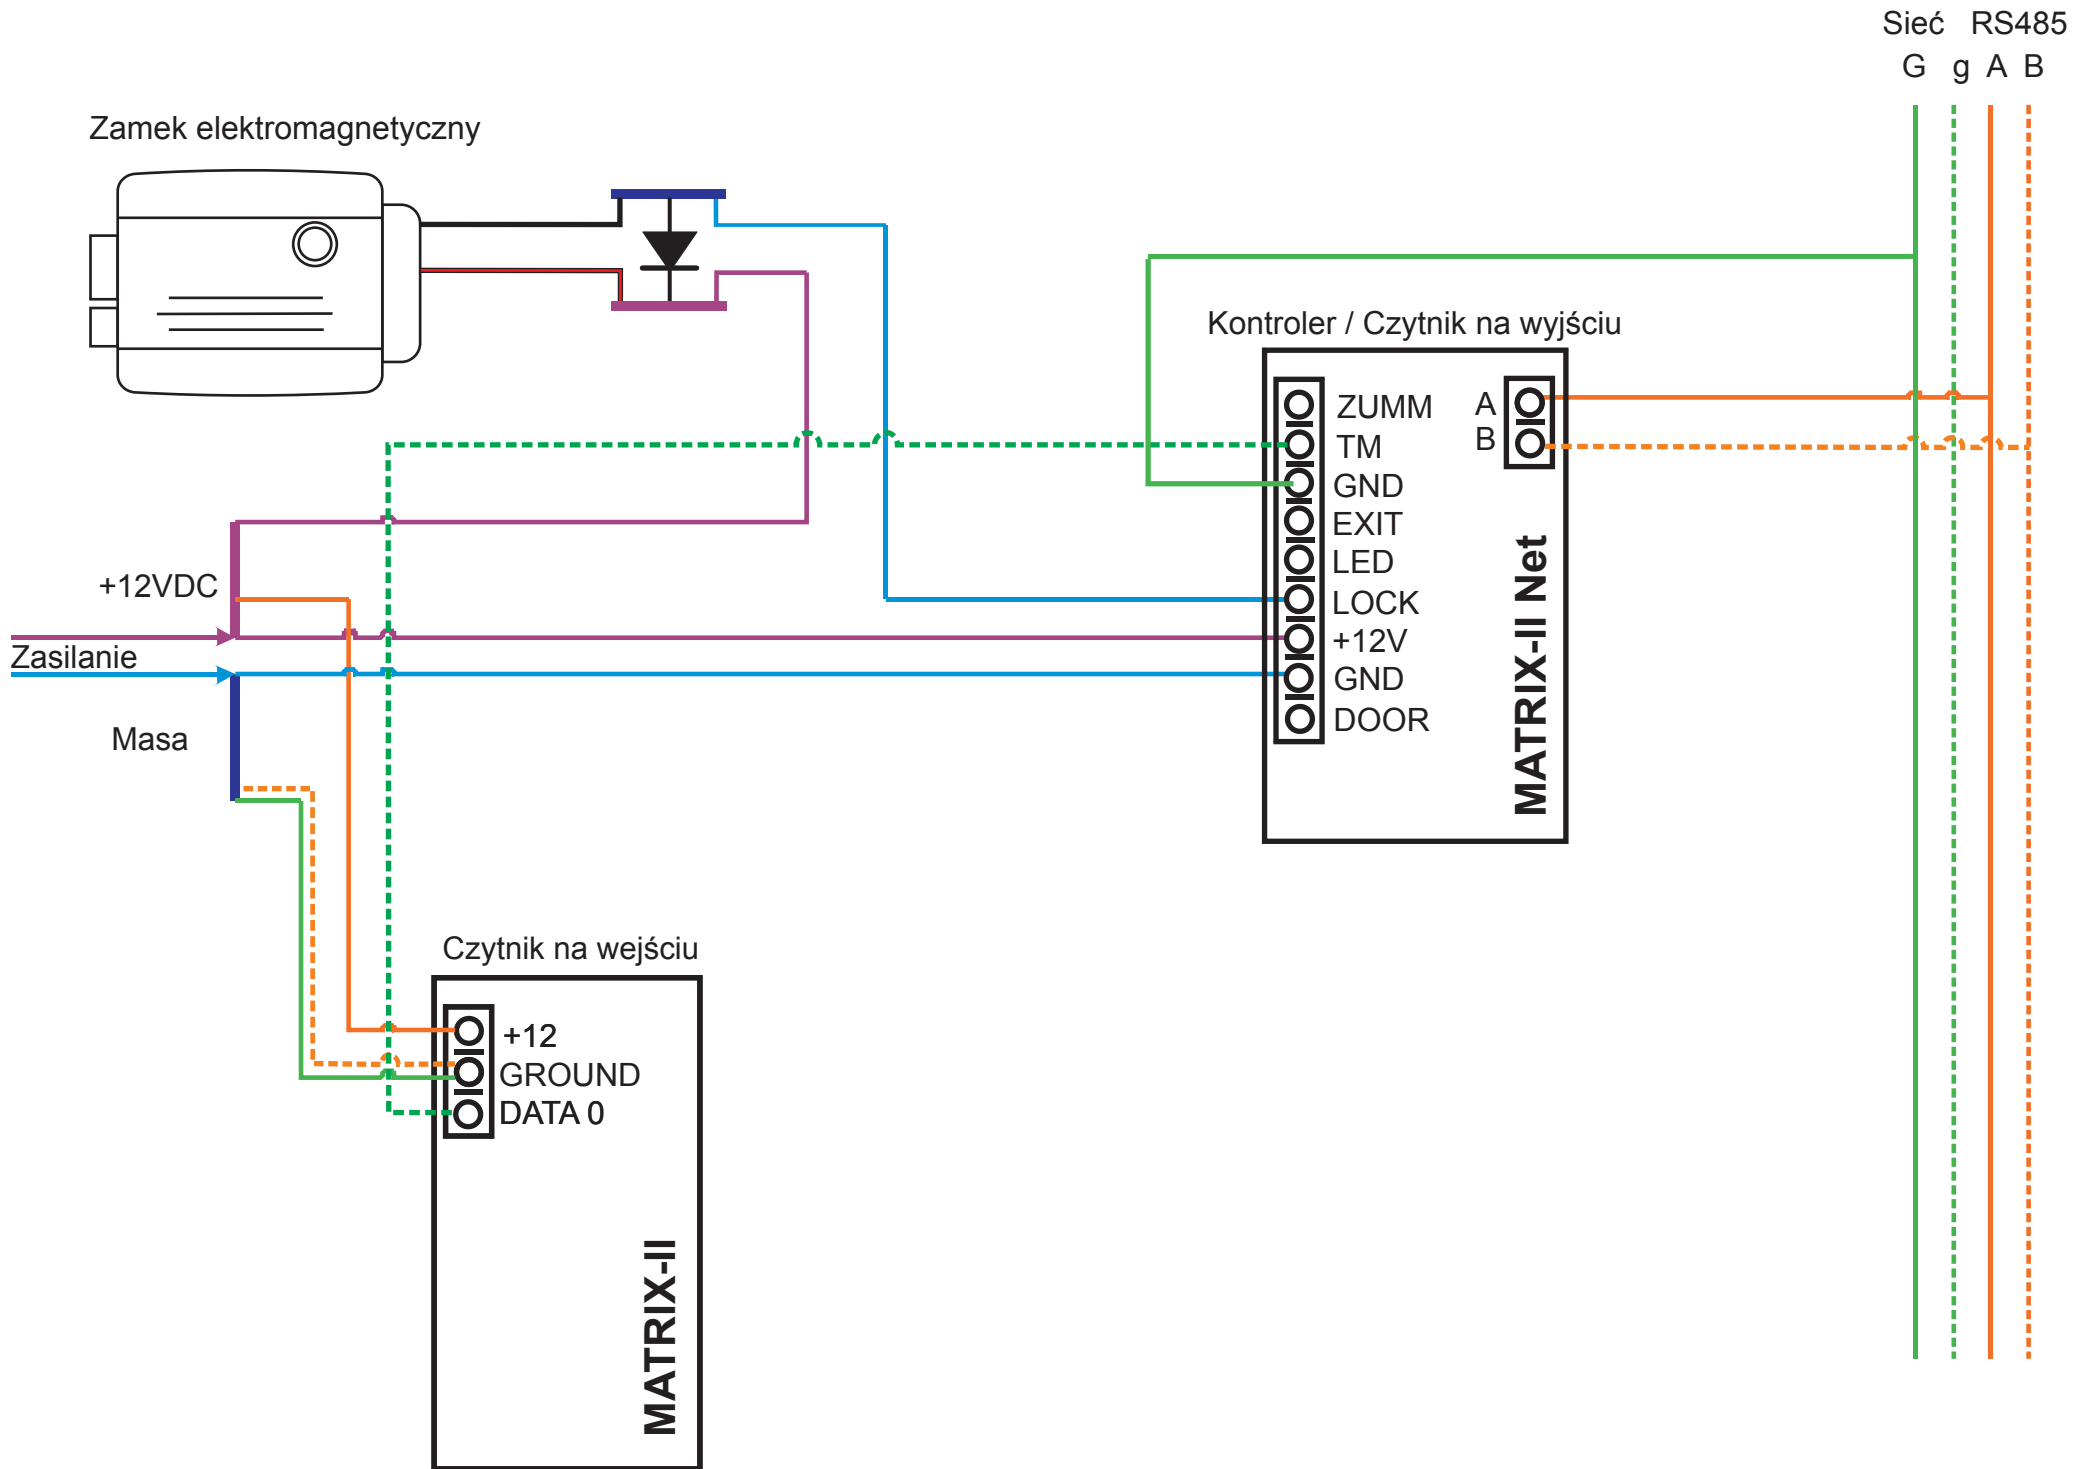 Sieć RS485
G g A B
Zamek elektromagnetyczny
Kontroler / Czytnik na wyjściu
ZUMM
TM
GND
EXIT
LED
LOCK
+12V
GND
DOOR
A
B
MATRIX-II Net
+12VDC
Zasilanie
Masa
Czytnik na wejściu
+12
GROUND
DATA 0
MATRIX-II